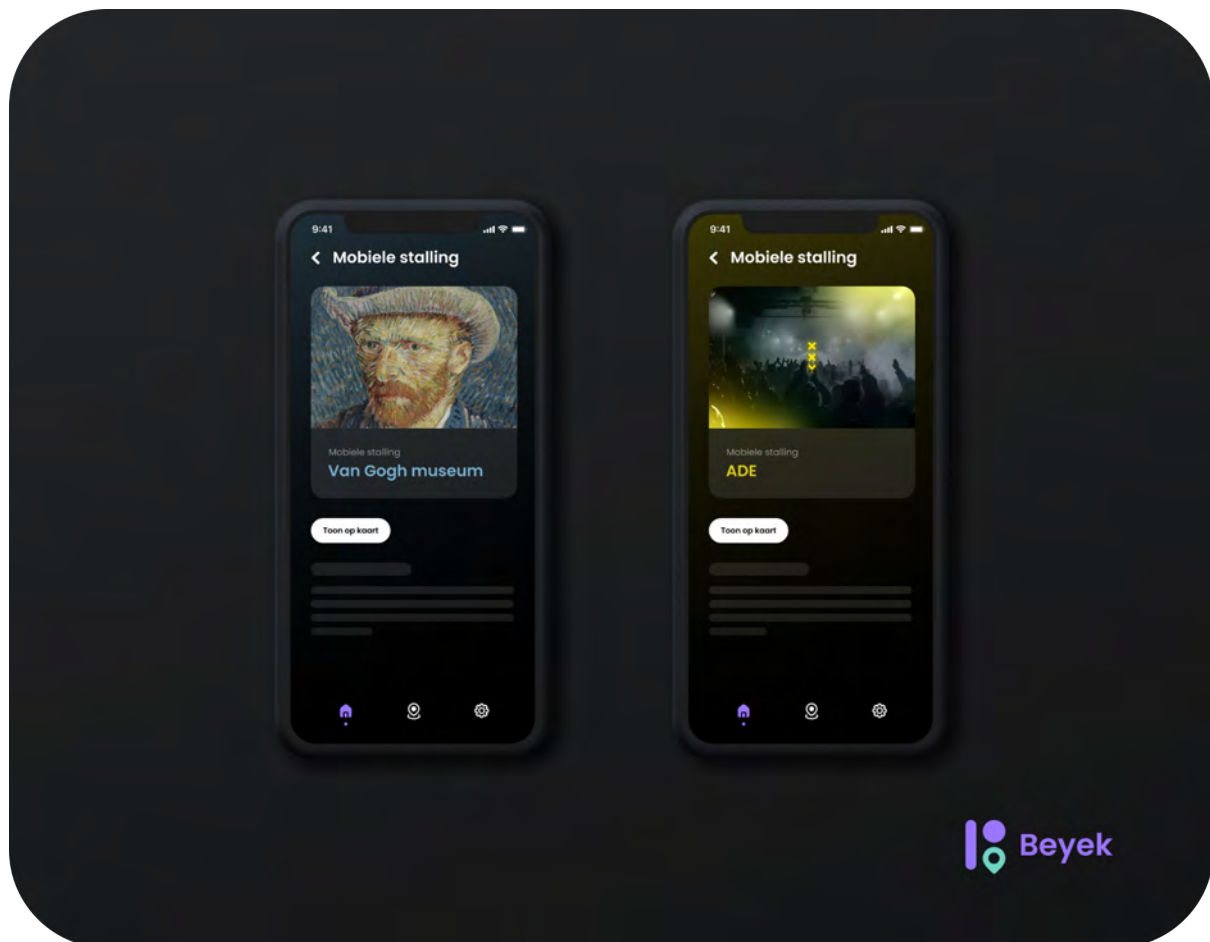 9:41
Mobiele stalling
Mobiele stalling
Van Gogh museum
Toon op kaart
9:41
Mobiele stalling
Mobiele stalling
ADE
Toon op kaart
Beyek